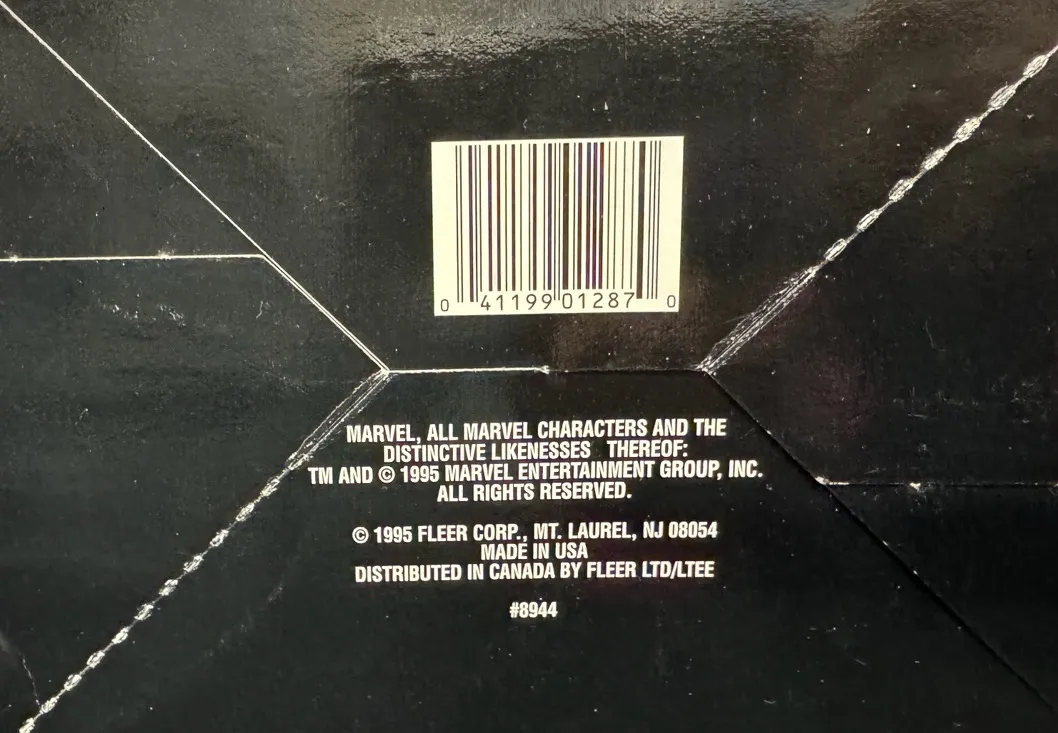 0 41199 01287 0
MARVEL, ALL MARVEL CHARACTERS AND THE
DISTINCTIVE LIKENESSES THEREOF:
TM AND © 1995 MARVEL ENTERTAINMENT GROUP, INC.
ALL RIGHTS RESERVED.
© 1995 FLEER CORP., MT. LAUREL, NJ 08054
MADE IN USA
DISTRIBUTED IN CANADA BY FLEER LTD/LTEE
#8944